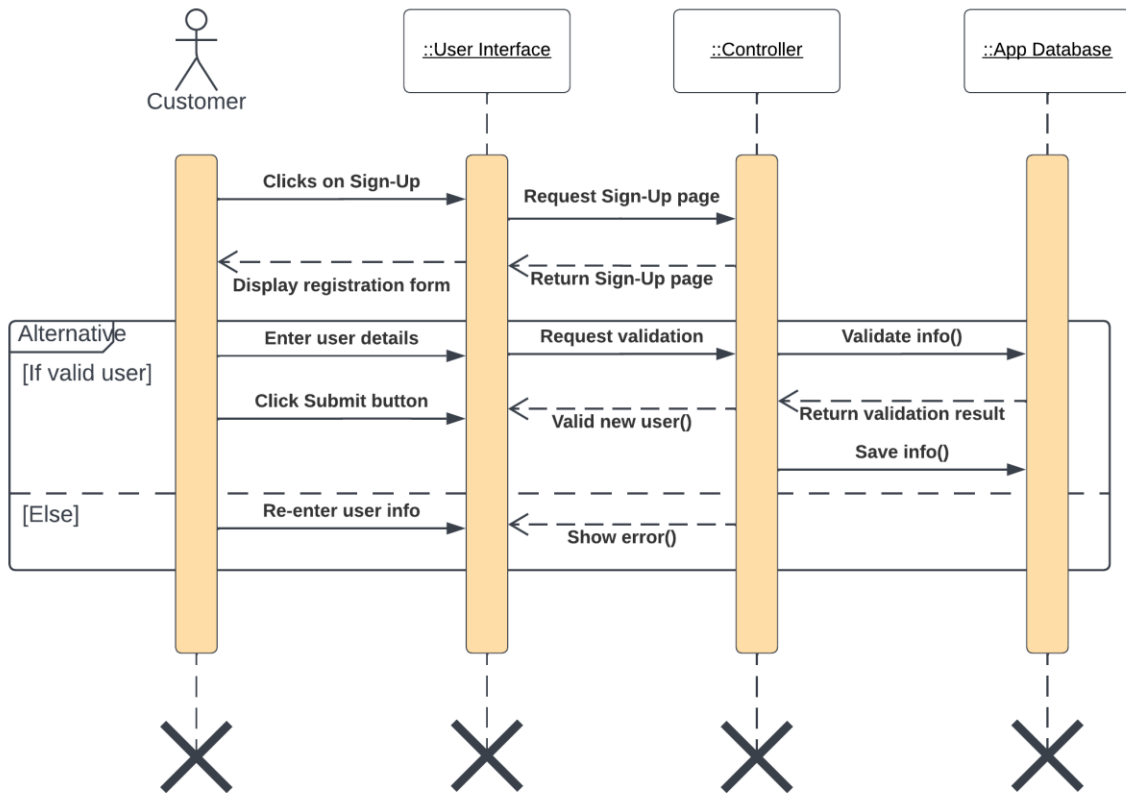 ::User Interface
::Controller
::App Database
Customer
Clicks on Sign-Up
Request Sign-Up page
Return Sign-Up page
Display registration form
Alternative
Enter user details
Request validation
Validate info()
[If valid user]
Click Submit button
Valid new user()
Return validation result
Save info()
[Else]
Re-enter user info
Show error()